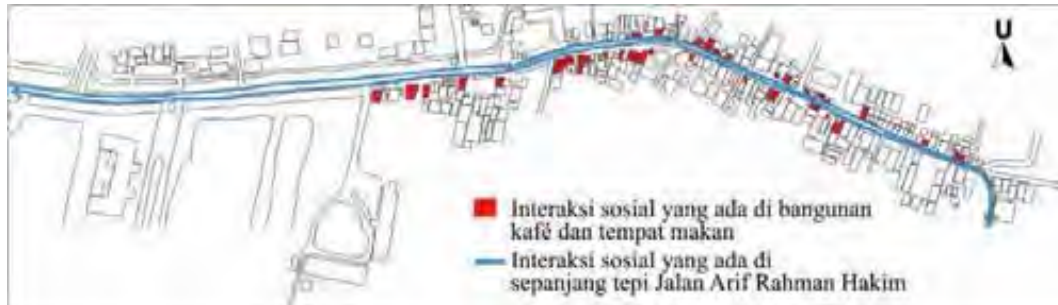 U
Interaksi sosial yang ada di bangunan
kafé dan tempat makan
Interaksi sosial yang ada di
sepanjang tepi Jalan Arif Rahman Hakim